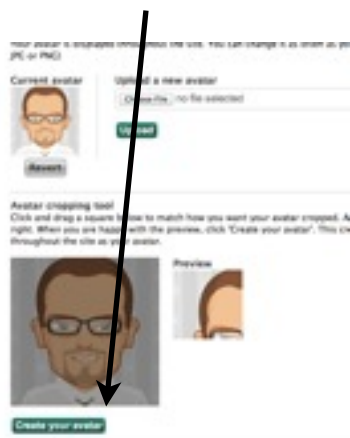 Your avatar is displayed throughout the site. You can change it as often as you
JPG or PNG)
Current avatar
Upload a new avatar
Choose File no file selected
Upload
Revert
Avatar cropping tool
Click and drag a square below to match how you want your avatar cropped.
right. When you are happy with the preview, click 'Create your avatar'. This
throughout the site as your avatar.
Preview
Create your avatar